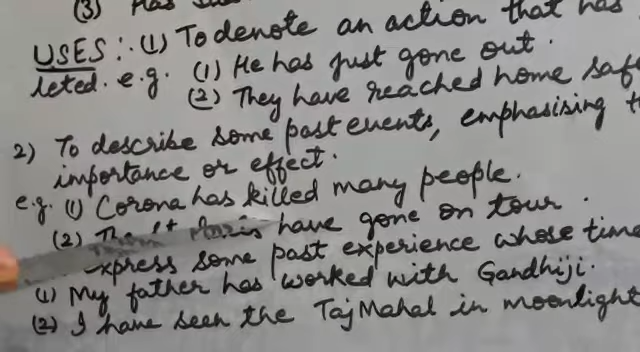 (3) Has
USES:- (1) To denote an action that has
leted. e.g. (1) He has just gone out.
(2) They have reached home saf
2) To describe some past events, emphasising t
importance or effect.
e.g. (1) Corona has killed many people.
(2) have gone on tour.
xpress some past experience whose time
(1) My father has worked with Gandhiji.
(2) I have seen the Taj Mahal in moonlight